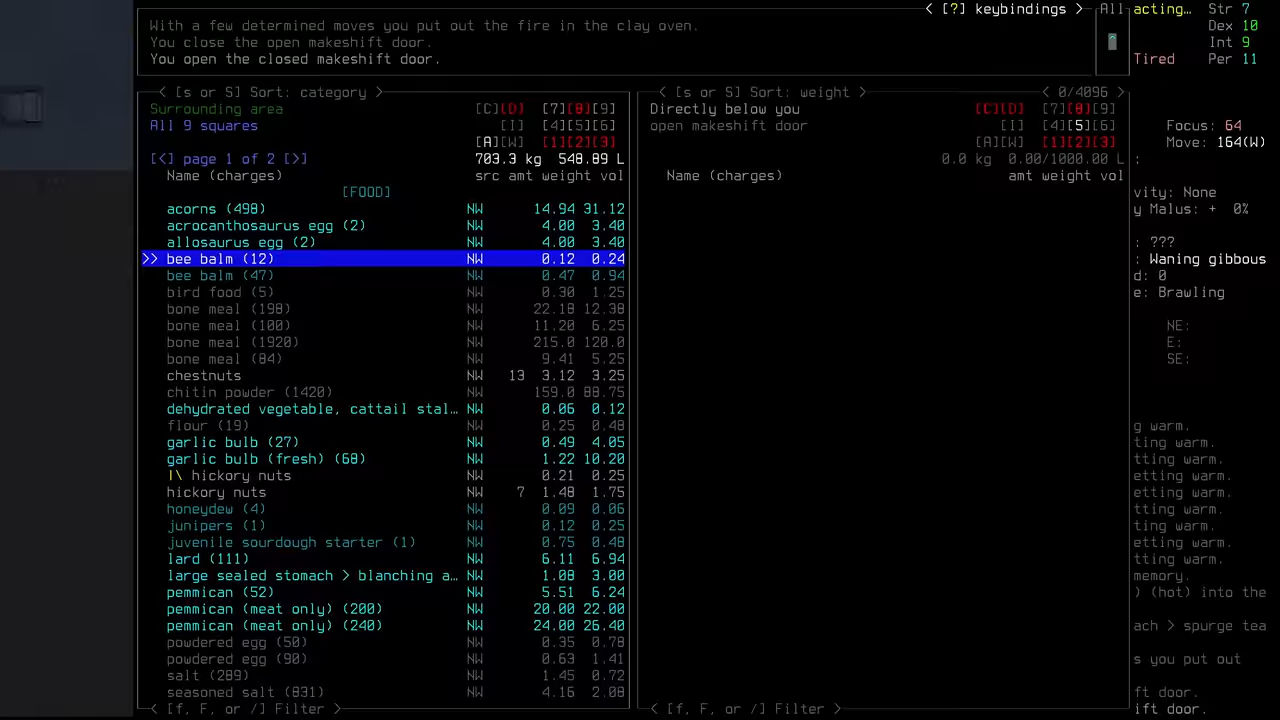 < [?] keybindings > All acting… Str 7
With a few determined moves you put out the fire in the clay oven. Dex 10
You close the open makeshift door. Int 9
You open the closed makeshift door. Tired Per 11
< [s or S] Sort: category > < [s or S] Sort: weight > < 0/4096 >
Surrounding area [C][D] [7][8][9] Directly below you [C][D] [7][8][9]
All 9 squares [I] [4][5][6] open makeshift door [I] [4][5][6] Focus: 64
[A][W] [1][2][3] [A][W] [1][2][3] Move: 164(W)
[<] page 1 of 2 [>] 703.3 kg 548.89 L 0.0 kg 0.00/1000.00 L :
Name (charges) src amt weight vol Name (charges) amt weight vol
[FOOD] vity: None
acorns (498) NW 14.94 31.12 y Malus: + 0%
acrocanthosaurus egg (2) NW 4.00 3.40
allosaurus egg (2) NW 4.00 3.40 : ???
>> bee balm (12) NW 0.12 0.24 : Waning gibbous
bee balm (47) NW 0.47 0.94 d: 0
bird food (5) NW 0.30 1.25 e: Brawling
bone meal (198) NW 22.18 12.38
bone meal (100) NW 11.20 6.25 NE:
bone meal (1920) NW 215.0 120.0 E:
bone meal (84) NW 9.41 5.25 SE:
chestnuts NW 13 3.12 3.25
chitin powder (1420) NW 159.0 88.75
dehydrated vegetable, cattail stal… NW 0.06 0.12
flour (19) NW 0.25 0.48 g warm.
garlic bulb (27) NW 0.49 4.05 ting warm.
garlic bulb (fresh) (68) NW 1.22 10.20 tting warm.
|\ hickory nuts NW 0.21 0.25 etting warm.
hickory nuts NW 7 1.48 1.75 etting warm.
honeydew (4) NW 0.09 0.06 tting warm.
junipers (1) NW 0.12 0.25 ting warm.
juvenile sourdough starter (1) NW 0.75 0.48 etting warm.
lard (111) NW 6.11 6.94 tting warm.
large sealed stomach > blanching a… NW 1.08 3.00 memory.
pemmican (52) NW 5.51 6.24 ) (hot) into the
pemmican (meat only) (200) NW 20.00 22.00
pemmican (meat only) (240) NW 24.00 26.40 ach > spurge tea
powdered egg (50) NW 0.35 0.78
powdered egg (90) NW 0.63 1.41 s you put out
salt (289) NW 1.45 0.72
seasoned salt (831) NW 4.16 2.08 ft door.
< [f, F, or /] Filter > < [f, F, or /] Filter > ift door.